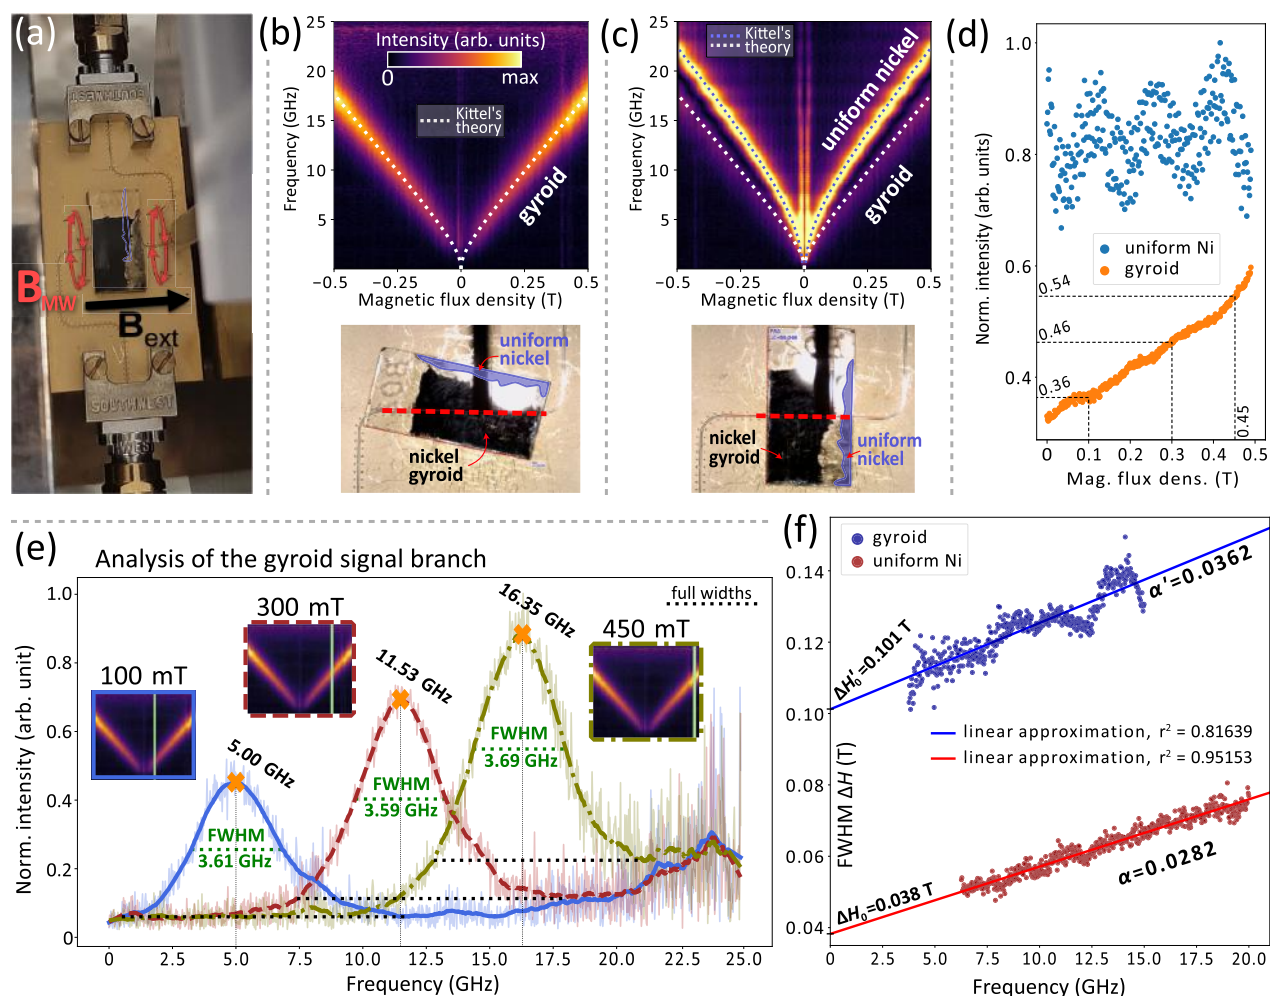 (a)
SOUTHWEST
B_MW
B_ext
SOUTHWEST
(b)
Frequency (GHz)
25
20
15
10
5
Intensity (arb. units)
0 max
Kittel's
theory
gyroid
−0.5 −0.25 0 0.25 0.5
Magnetic flux density (T)
uniform
nickel
nickel
gyroid
(c)
Frequency (GHz)
25
20
15
10
5
Kittel's
theory
uniform nickel
gyroid
−0.5 −0.25 0 0.25 0.5
Magnetic flux density (T)
nickel
gyroid
uniform
nickel
(d)
Norm. intensity (arb. units)
1.0
0.8
0.6
0.4
uniform Ni
gyroid
0.54
0.46
0.36
0.45
0 0.1 0.2 0.3 0.4 0.5
Mag. flux dens. (T)
(e)
Analysis of the gyroid signal branch
Norm. intensity (arb. unit)
1.0
0.8
0.6
0.4
0.2
0
100 mT
300 mT
450 mT
full widths
5.00 GHz
11.53 GHz
16.35 GHz
FWHM
3.61 GHz
FWHM
3.59 GHz
FWHM
3.69 GHz
0 2.5 5.0 7.5 10.0 12.5 15.0 17.5 20.0 22.5 25.0
Frequency (GHz)
(f)
gyroid
uniform Ni
FWHM ΔH (T)
0.14
0.12
0.10
0.08
0.06
0.04
α'=0.0362
ΔH₀'=0.101 T
linear approximation, r² = 0.81639
linear approximation, r² = 0.95153
α=0.0282
ΔH₀=0.038 T
0 2.5 5.0 7.5 10.0 12.5 15.0 17.5 20.0
Frequency (GHz)